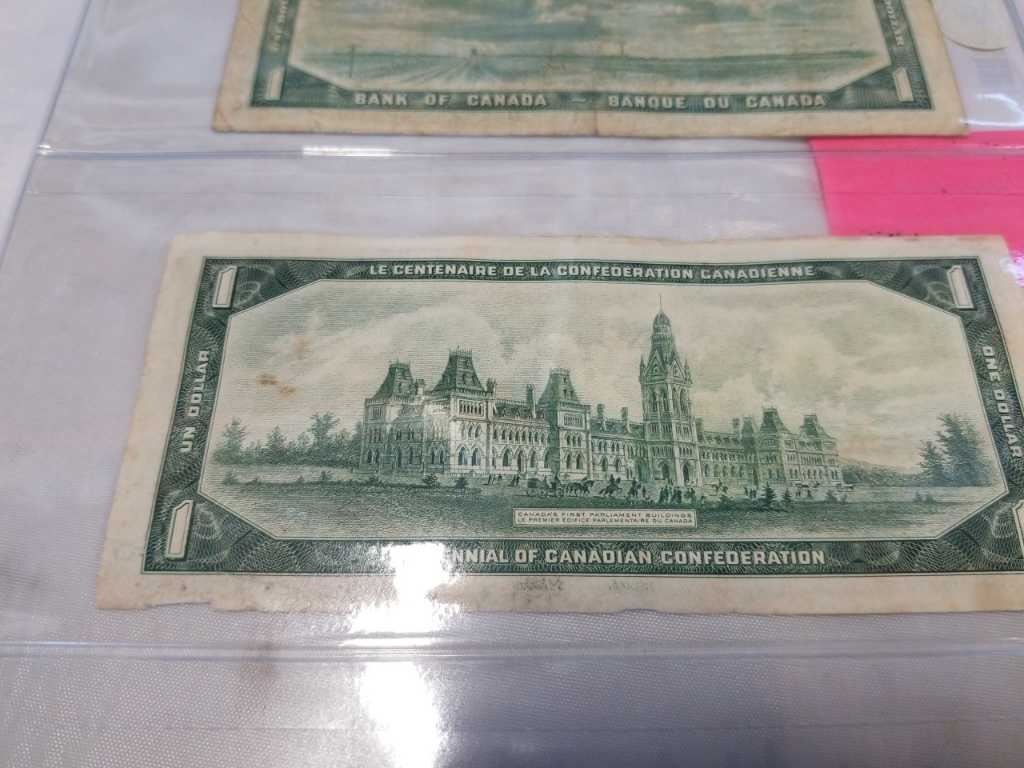 1
1
BANK OF CANADA — BANQUE DU CANADA
1
1
LE CENTENAIRE DE LA CONFEDERATION CANADIENNE
UN DOLLAR
ONE DOLLAR
CANADA'S FIRST PARLIAMENT BUILDINGS
LE PREMIER EDIFICE PARLEMENTAIRE DU CANADA
1
1
NNIAL OF CANADIAN CONFEDERATION